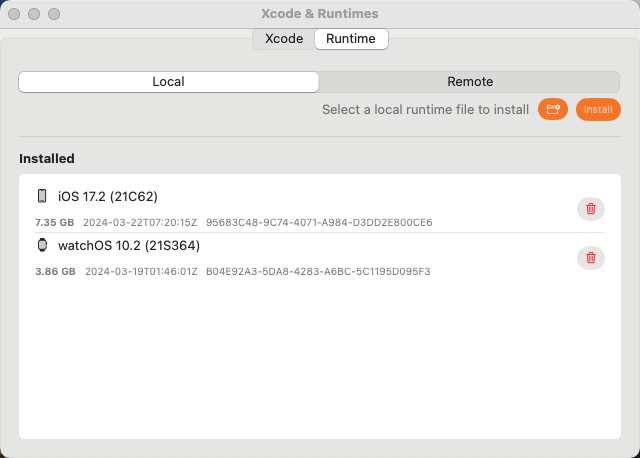 Xcode & Runtimes
Xcode Runtime
Local Remote
Select a local runtime file to install Install
Installed
iOS 17.2 (21C62)
7.35 GB 2024-03-22T07:20:15Z 95683C48-9C74-4071-A984-D3DD2E800CE6
watchOS 10.2 (21S364)
3.86 GB 2024-03-19T01:46:01Z B04E92A3-5DA8-4283-A6BC-5C1195D095F3